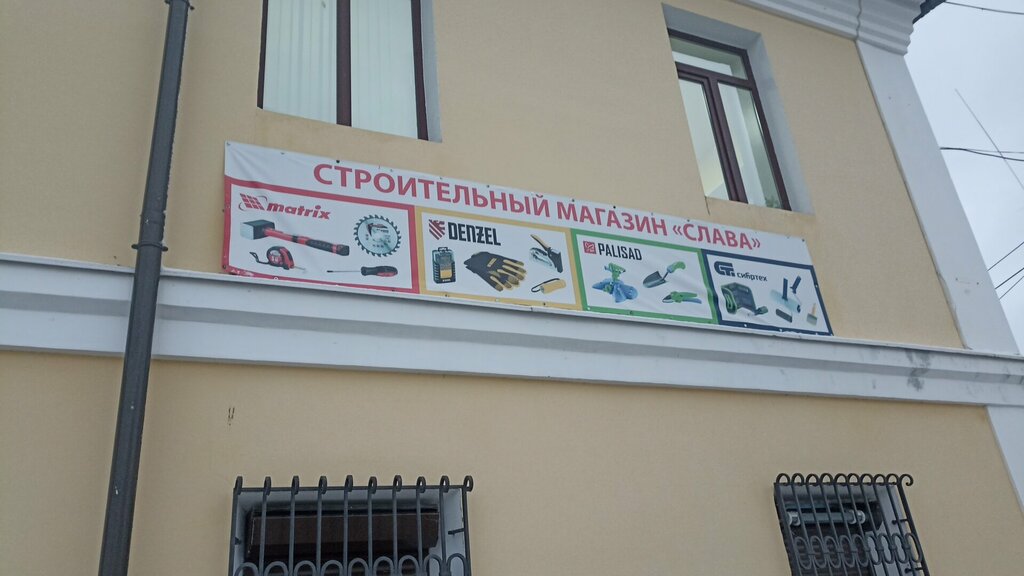 СТРОИТЕЛЬНЫЙ МАГАЗИН «СЛАВА»
matrix
DENZEL
PALISAD
сибртех